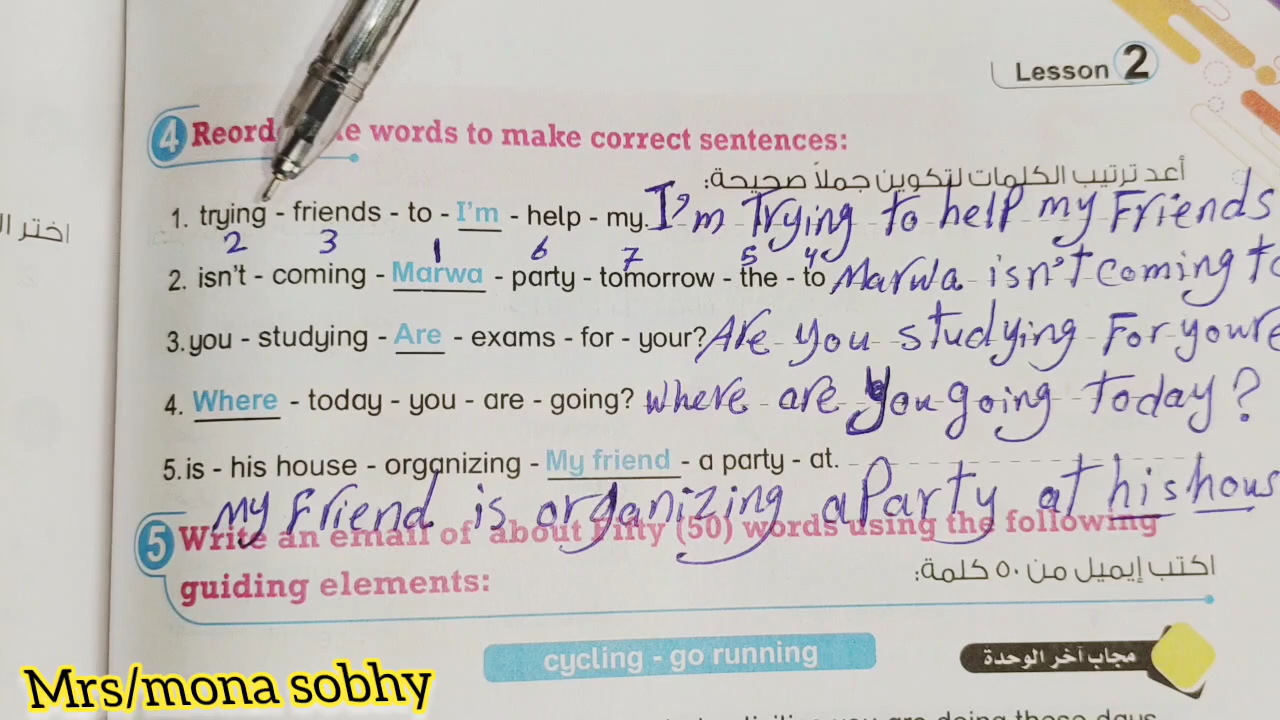 Lesson 2
4 Reord e words to make correct sentences:
أعد ترتيب الكلمات لتكوين جملاً صحيحة:
اختر
1. trying - friends - to - I'm - help - my. I'm Trying to help my Friends
2 3 1 6 7 5 4
2. isn't - coming - Marwa - party - tomorrow - the - to Marwa isn't coming to
3. you - studying - Are - exams - for - your? Are you studying For your e
4. Where - today - you - are - going? Where are you going today?
5. is - his house - organizing - My friend - a party - at.
My Friend is organizing a Party at his hous
5 Write an email of about Fifty (50) words using the following
guiding elements:
اكتب إيميل من ٥٠ كلمة:
cycling - go running
مجاب آخر الوحدة
Mrs/mona sobhy